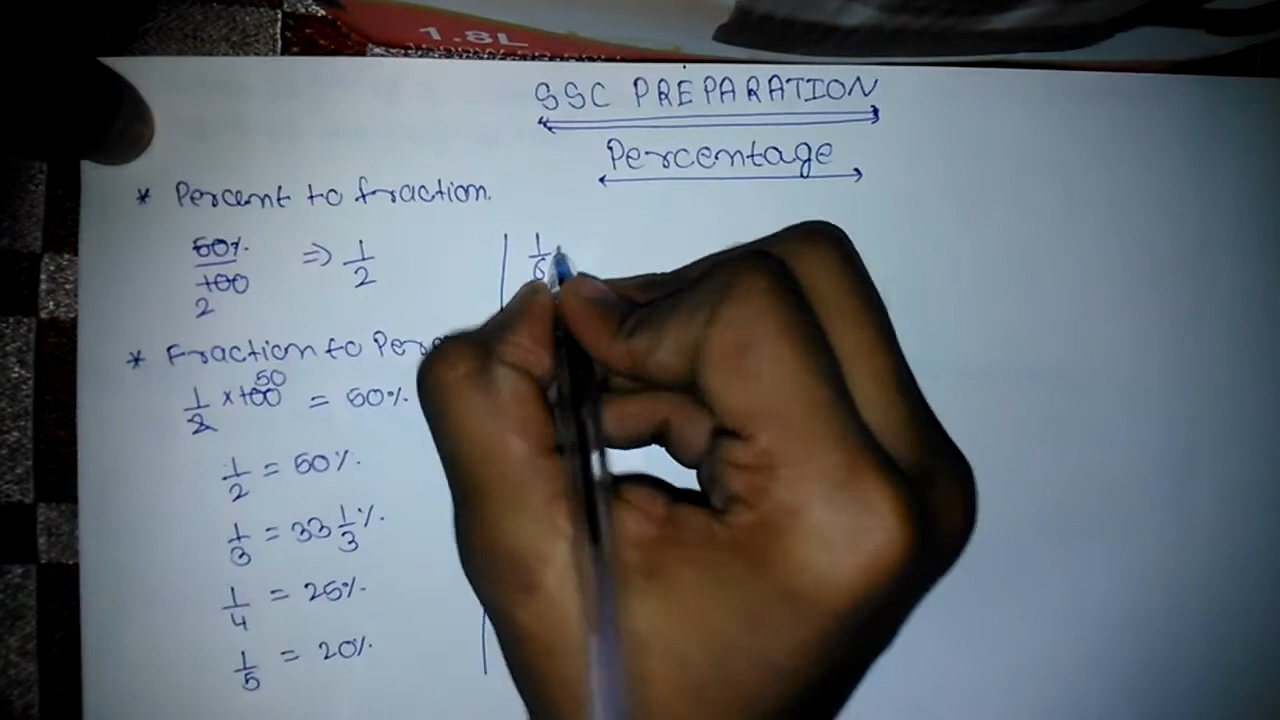 1.8L
SSC PREPARATION
Percentage
* Percent to fraction.
50%/100 2 => 1/2
1/6
* Fraction to
1/2 × 100 50 = 50%
1/2 = 50%
1/3 = 33 1/3 %
1/4 = 25%
1/5 = 20%